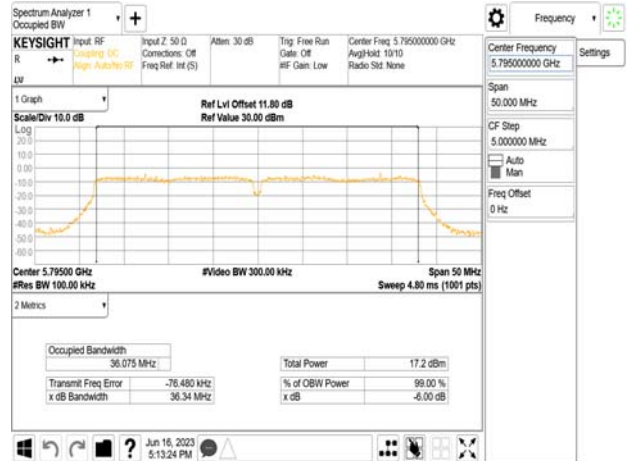 Spectrum Analyzer 1
Occupied BW
Frequency
KEYSIGHT Input: RF
Coupling: DC
Align: Auto/No RF
Input Z: 50 Ω
Corrections: Off
Freq Ref: Int (S)
Atten: 30 dB
Trig: Free Run
Gate: Off
#IF Gain: Low
Center Freq: 5.795000000 GHz
Avg|Hold: 10/10
Radio Std: None
R
LXI
1 Graph
Ref Lvl Offset 11.80 dB
Scale/Div 10.0 dB
Ref Value 30.00 dBm
Log
20.0
10.0
0.00
-10.0
-20.0
-30.0
-40.0
-50.0
-60.0
Center 5.79500 GHz
#Video BW 300.00 kHz
Span 50 MHz
#Res BW 100.00 kHz
Sweep 4.80 ms (1001 pts)
2 Metrics
Occupied Bandwidth
36.075 MHz
Total Power 17.2 dBm
Transmit Freq Error -76.480 kHz
% of OBW Power 99.00 %
x dB Bandwidth 36.34 MHz
x dB -6.00 dB
Jun 16, 2023
5:13:24 PM
Center Frequency
5.795000000 GHz
Settings
Span
50.000 MHz
CF Step
5.000000 MHz
Auto
Man
Freq Offset
0 Hz